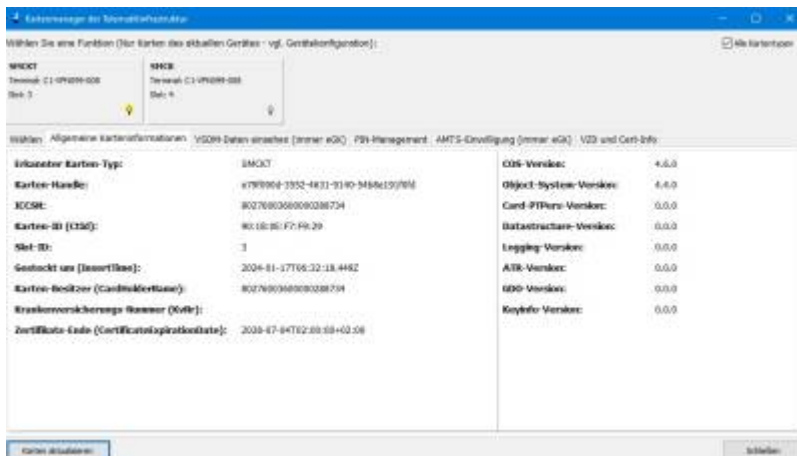 Kartenmanager der Telematikinfrastruktur
Wählen Sie eine Funktion (Nur Karten des aktuellen Gerätes - vgl. Gerätekonfiguration):
Alle Kartentypen
SMCKT
Slot: 3
SMCB
Slot: 4
Wählen Allgemeine Karteninformationen VSDM-Daten einsehen (immer eGK) PIN-Management AMTS-Einwilligung (immer eGK) VZD und Cert-Info
Erkannter Karten-Typ: SMCKT
Karten-Handle:
ICCSN:
Karten-ID (CtId):
Slot-ID: 3
Gesteckt um (InsertTime):
Karten-Besitzer (CardHolderName):
Krankenversicherungs-Nummer (KvNr):
Zertifikats-Ende (CertificateExpirationDate):
COS-Version: 4.6.0
Object-System-Version: 4.4.0
Card-PTPers-Version: 0.0.0
Datastructure-Version: 0.0.0
Logging-Version: 0.0.0
ATR-Version: 0.0.0
GDO-Version: 0.0.0
KeyInfo-Version: 0.0.0
Karten aktualisieren
Schließen